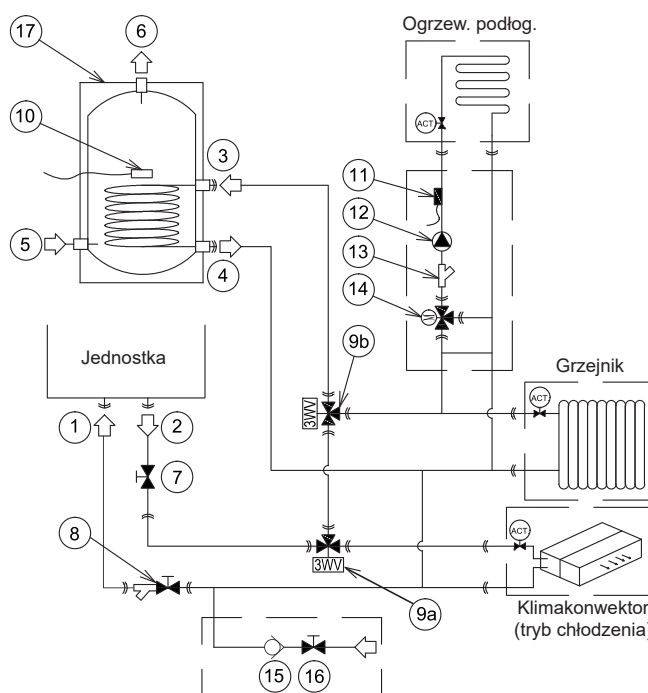 17
6
Ogrzew. podłog.
10
ACT.
3
11
12
5
4
13
14
Jednostka
9b
Grzejnik
3WV
ACT.
1
2
7
8
ACT.
3WV
9a
Klimakonwektor
(tryb chłodzenia)
15
16